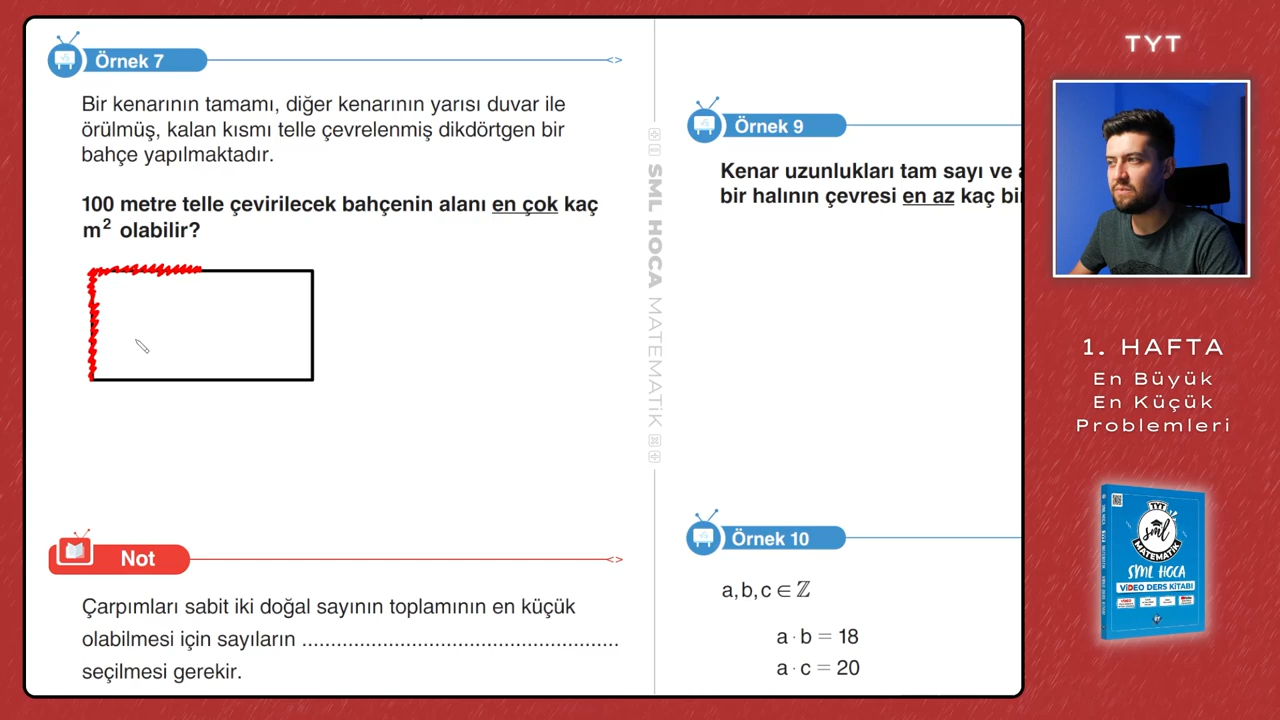 Örnek 7
Bir kenarının tamamı, diğer kenarının yarısı duvar ile
örülmüş, kalan kısmı telle çevrelenmiş dikdörtgen bir
bahçe yapılmaktadır.
100 metre telle çevirilecek bahçenin alanı en çok kaç
m² olabilir?
Not
Çarpımları sabit iki doğal sayının toplamının en küçük
olabilmesi için sayıların ......................................................
seçilmesi gerekir.
SML HOCA MATEMATİK
Örnek 9
Kenar uzunlukları tam sayı ve a
bir halının çevresi en az kaç bi
Örnek 10
a, b, c ∈ ℤ
a · b = 18
a · c = 20
TYT
1. HAFTA
En Büyük
En Küçük
Problemleri
TYT
sml
MATEMATİK
SML HOCA
VİDEO DERS KİTABI